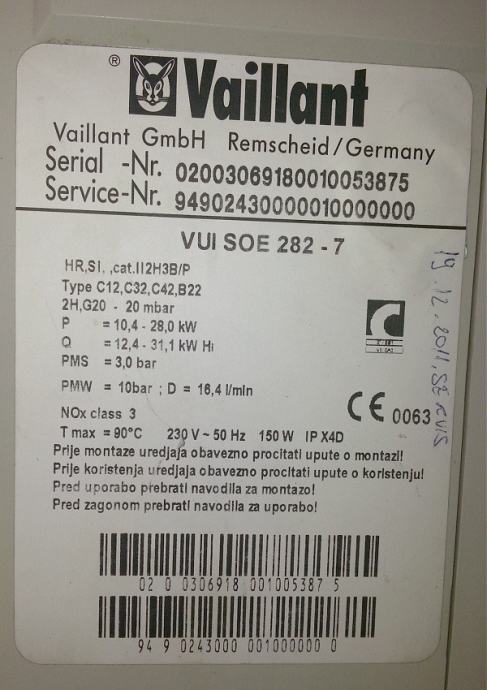 ® Vaillant
Vaillant GmbH Remscheid/Germany
Serial -Nr. 02003069180010053875
Service-Nr. 94902430000010000000
VUI SOE 282 - 7
HR,SI, ,cat.II2H3B/P
Type C12,C32,C42,B22
2H,G20 - 20 mbar
P = 10,4 - 28,0 kW
Q = 12,4 - 31,1 kW Hi
PMS = 3,0 bar
PMW = 10bar ; D = 16,4 l/min
CE 0063
NOx class 3
T max = 90°C 230 V ~ 50 Hz 150 W IP X4D
Prije montaze uredjaja obavezno procitati upute o montazi!
Prije koristenja uredjaja obavezno procitati upute o koristenju!
Pred uporabo prebrati navodila za montazo!
Pred zagonom prebrati navodila za uporabo!
02 0 0306918 001005387 5
94 9 0243000 001000000 0
19.12.2011. SERVIS